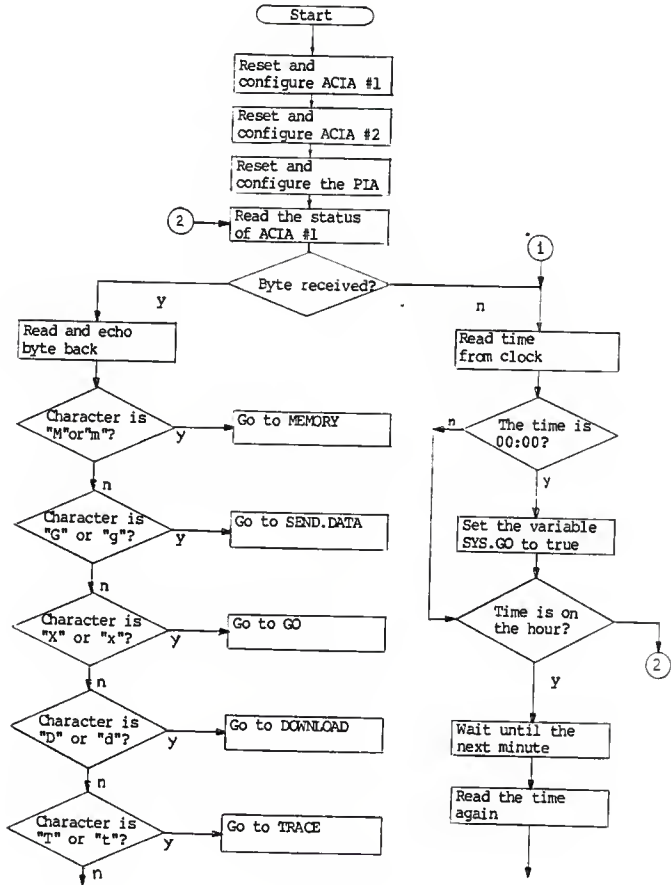 Start
Reset and
configure ACIA #1
Reset and
configure ACIA #2
Reset and
configure the PIA
2
Read the status
of ACIA #1
1
Byte received?
y
n
Read and echo
byte back
Read time
from clock
Character is
"M"or"m"?
y
Go to MEMORY
n
The time is
00:00?
n
y
Character is
"G" or "g"?
y
Go to SEND.DATA
Set the variable
SYS.GO to true
n
Character is
"X" or "x"?
y
Go to GO
Time is on
the hour?
2
n
y
Character is
"D" or "d"?
y
Go to DOWNLOAD
Wait until the
next minute
n
Read the time
again
Character is
"T" or "t"?
y
Go to TRACE
n